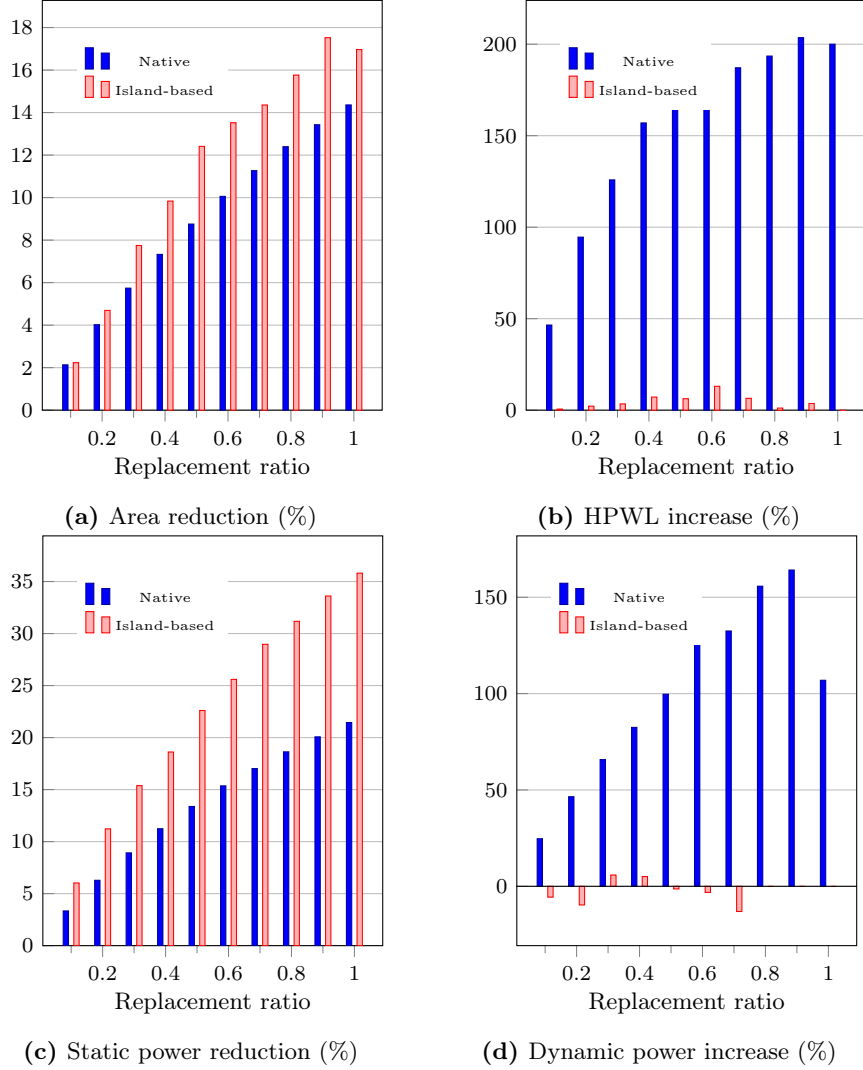 18
16
14
12
10
8
6
4
2
0
Native
Island-based
0.2 0.4 0.6 0.8 1
Replacement ratio
(a) Area reduction (%)
200
150
100
50
0
Native
Island-based
0.2 0.4 0.6 0.8 1
Replacement ratio
(b) HPWL increase (%)
35
30
25
20
15
10
5
0
Native
Island-based
0.2 0.4 0.6 0.8 1
Replacement ratio
(c) Static power reduction (%)
150
100
50
0
Native
Island-based
0.2 0.4 0.6 0.8 1
Replacement ratio
(d) Dynamic power increase (%)